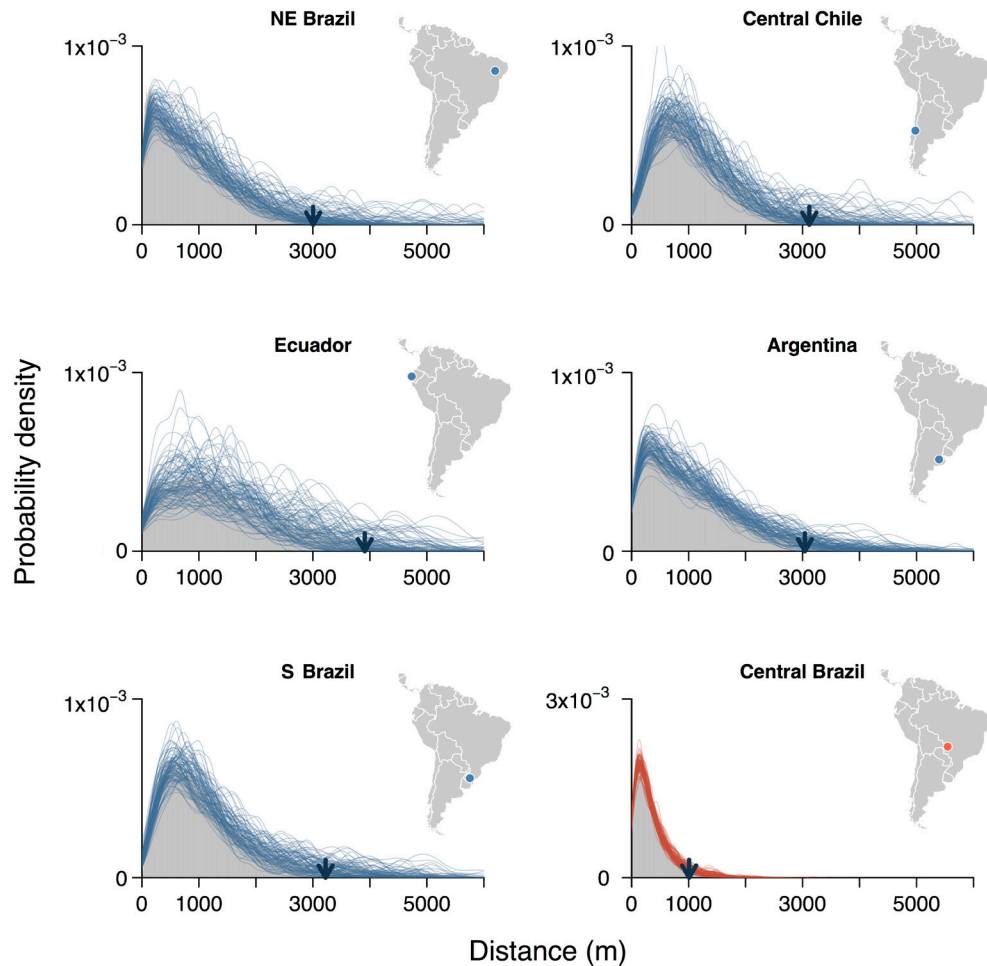 NE Brazil
1x10⁻³
0
0 1000 3000 5000
Central Chile
1x10⁻³
0
0 1000 3000 5000
Ecuador
1x10⁻³
0
0 1000 3000 5000
Argentina
1x10⁻³
0
0 1000 3000 5000
S Brazil
1x10⁻³
0
0 1000 3000 5000
Central Brazil
3x10⁻³
0
0 1000 3000 5000
Probability density
Distance (m)